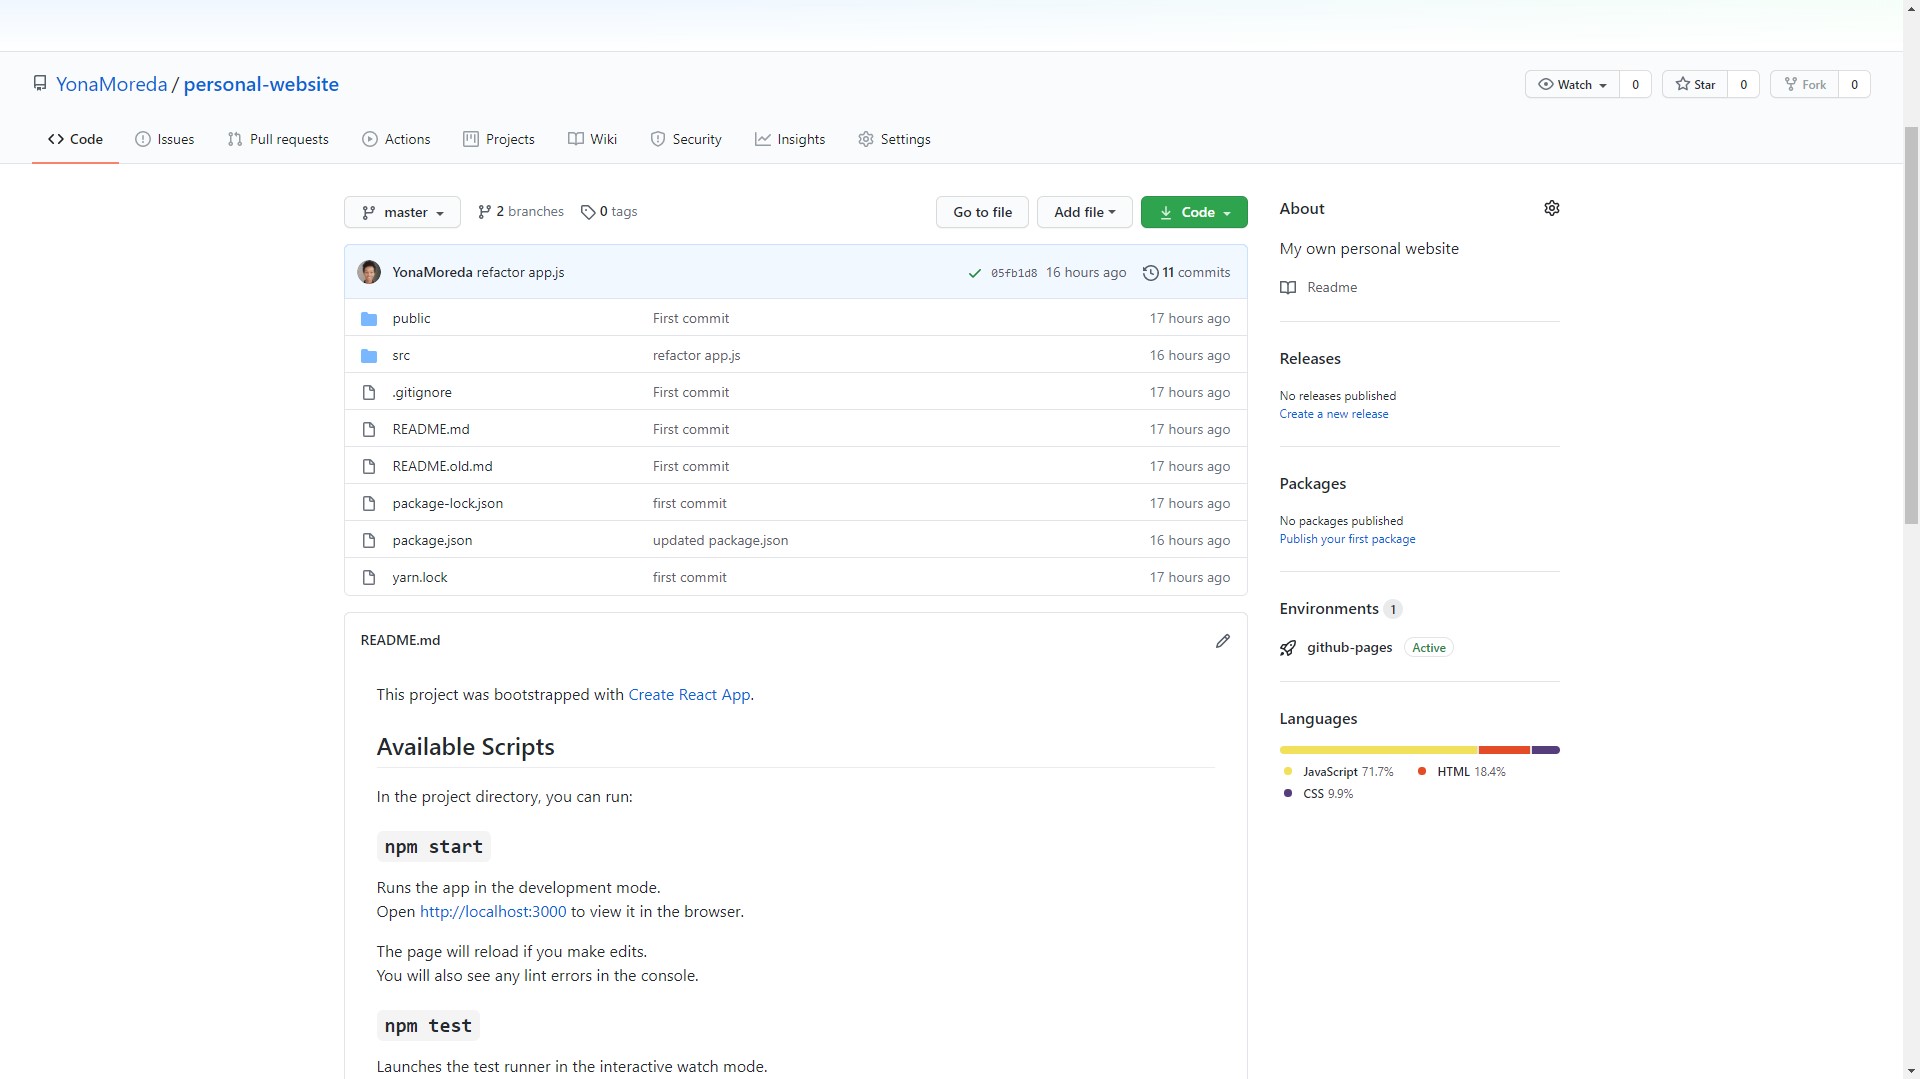 YonaMoreda / personal-website
Watch 0 Star 0 Fork 0
Code Issues Pull requests Actions Projects Wiki Security Insights Settings
master 2 branches 0 tags Go to file Add file Code
YonaMoreda refactor app.js 05fb1d8 16 hours ago 11 commits
public First commit 17 hours ago
src refactor app.js 16 hours ago
.gitignore First commit 17 hours ago
README.md First commit 17 hours ago
README.old.md First commit 17 hours ago
package-lock.json first commit 17 hours ago
package.json updated package.json 16 hours ago
yarn.lock first commit 17 hours ago
README.md
This project was bootstrapped with Create React App.
Available Scripts
In the project directory, you can run:
npm start
Runs the app in the development mode.
Open http://localhost:3000 to view it in the browser.
The page will reload if you make edits.
You will also see any lint errors in the console.
npm test
Launches the test runner in the interactive watch mode.
About
My own personal website
Readme
Releases
No releases published
Create a new release
Packages
No packages published
Publish your first package
Environments 1
github-pages Active
Languages
JavaScript 71.7% HTML 18.4%
CSS 9.9%